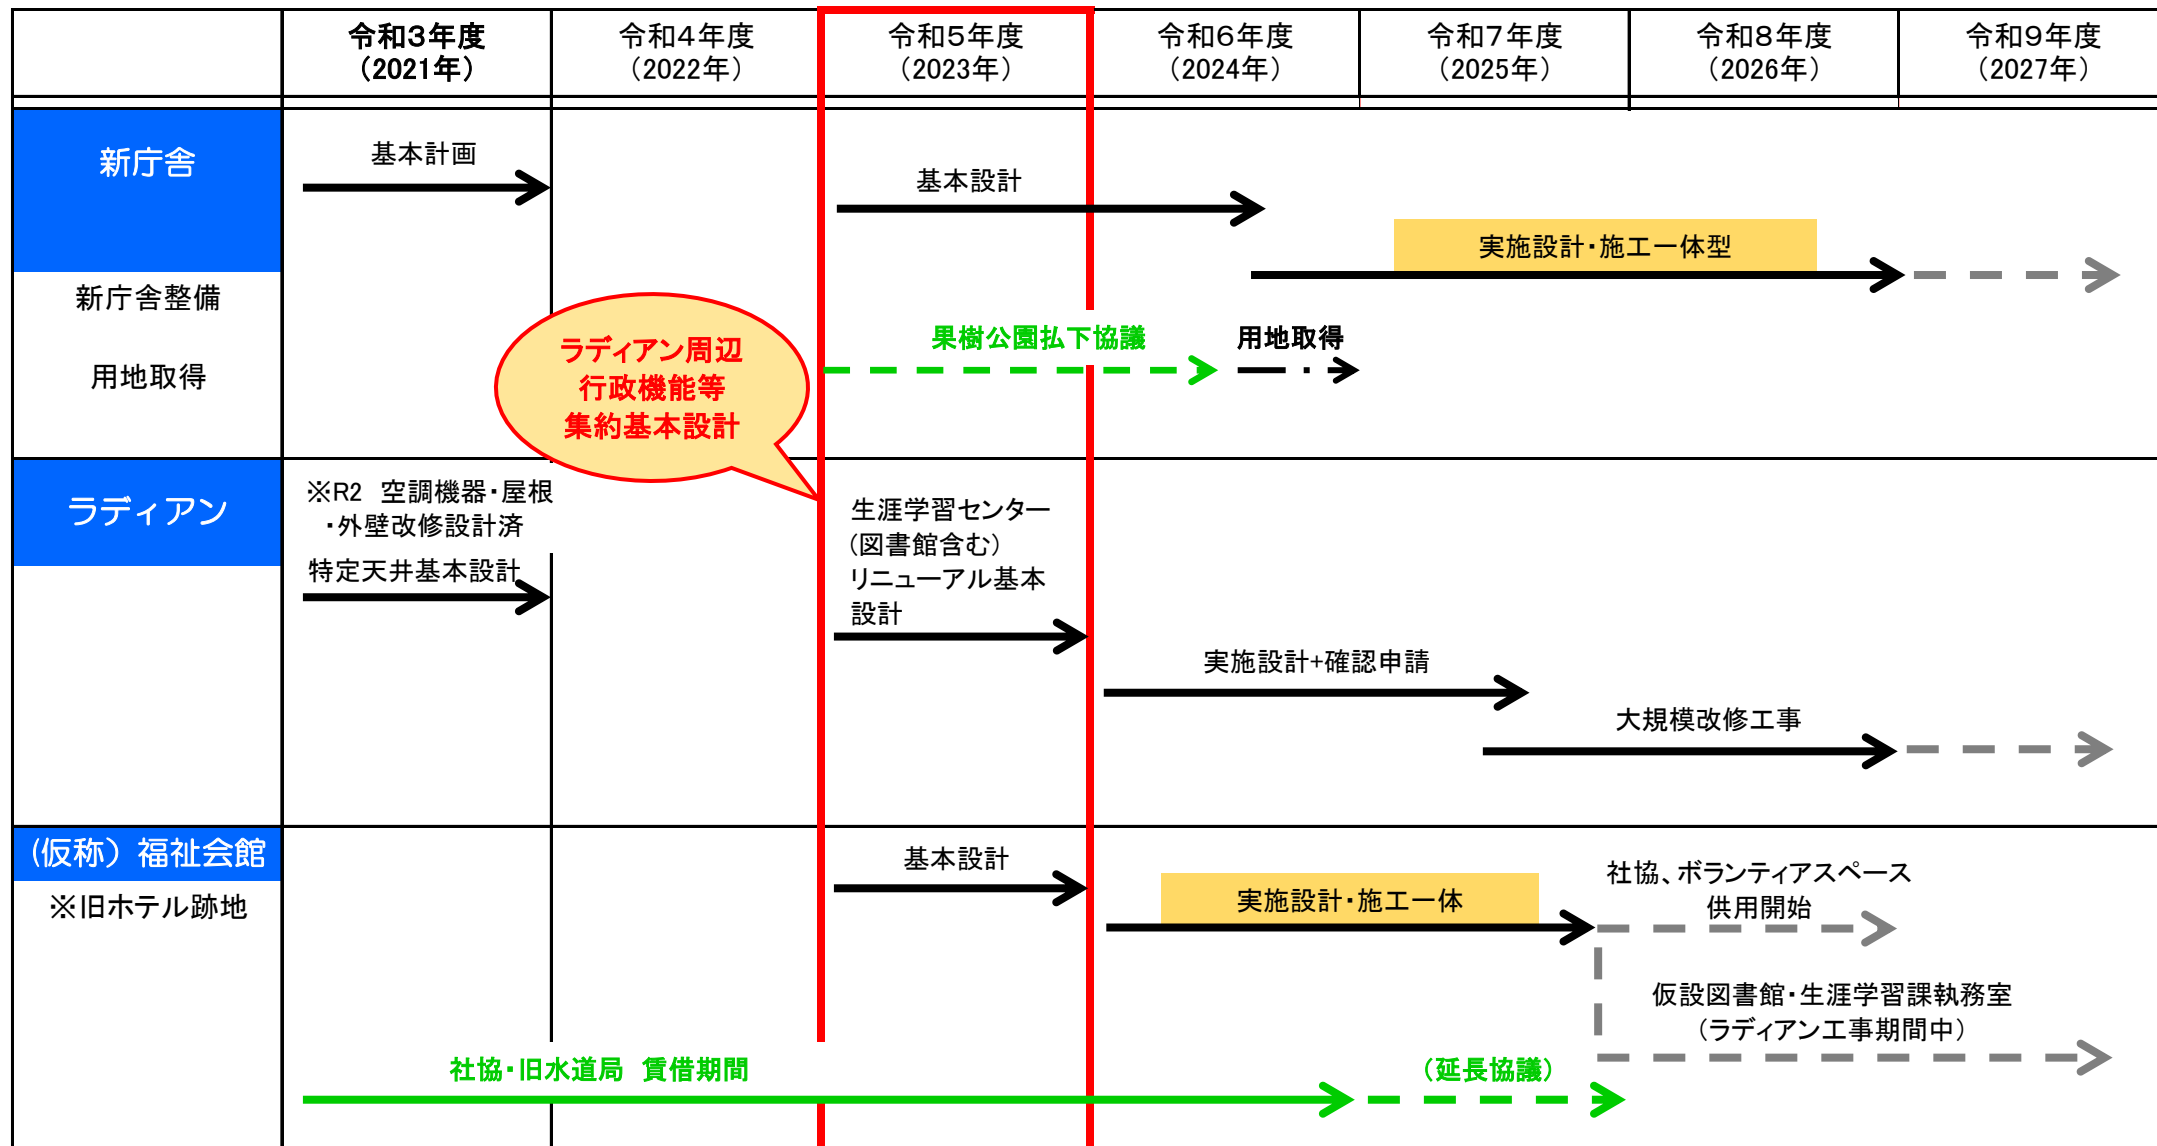 令和3年度
（2021年）
令和4年度
（2022年）
令和5年度
（2023年）
令和6年度
（2024年）
令和7年度
（2025年）
令和8年度
（2026年）
令和9年度
（2027年）
新庁舎
基本計画
基本設計
実施設計・施工一体型
新庁舎整備
用地取得
果樹公園払下協議
用地取得
ラディアン周辺
行政機能等
集約基本設計
ラディアン
※R2　空調機器・屋根
・外壁改修設計済
特定天井基本設計
生涯学習センター
(図書館含む)
リニューアル基本
設計
実施設計+確認申請
大規模改修工事
(仮称）福祉会館
※旧ホテル跡地
基本設計
実施設計・施工一体
社協、ボランティアスペース
供用開始
仮設図書館・生涯学習課執務室
（ラディアン工事期間中）
社協・旧水道局　賃借期間
（延長協議）